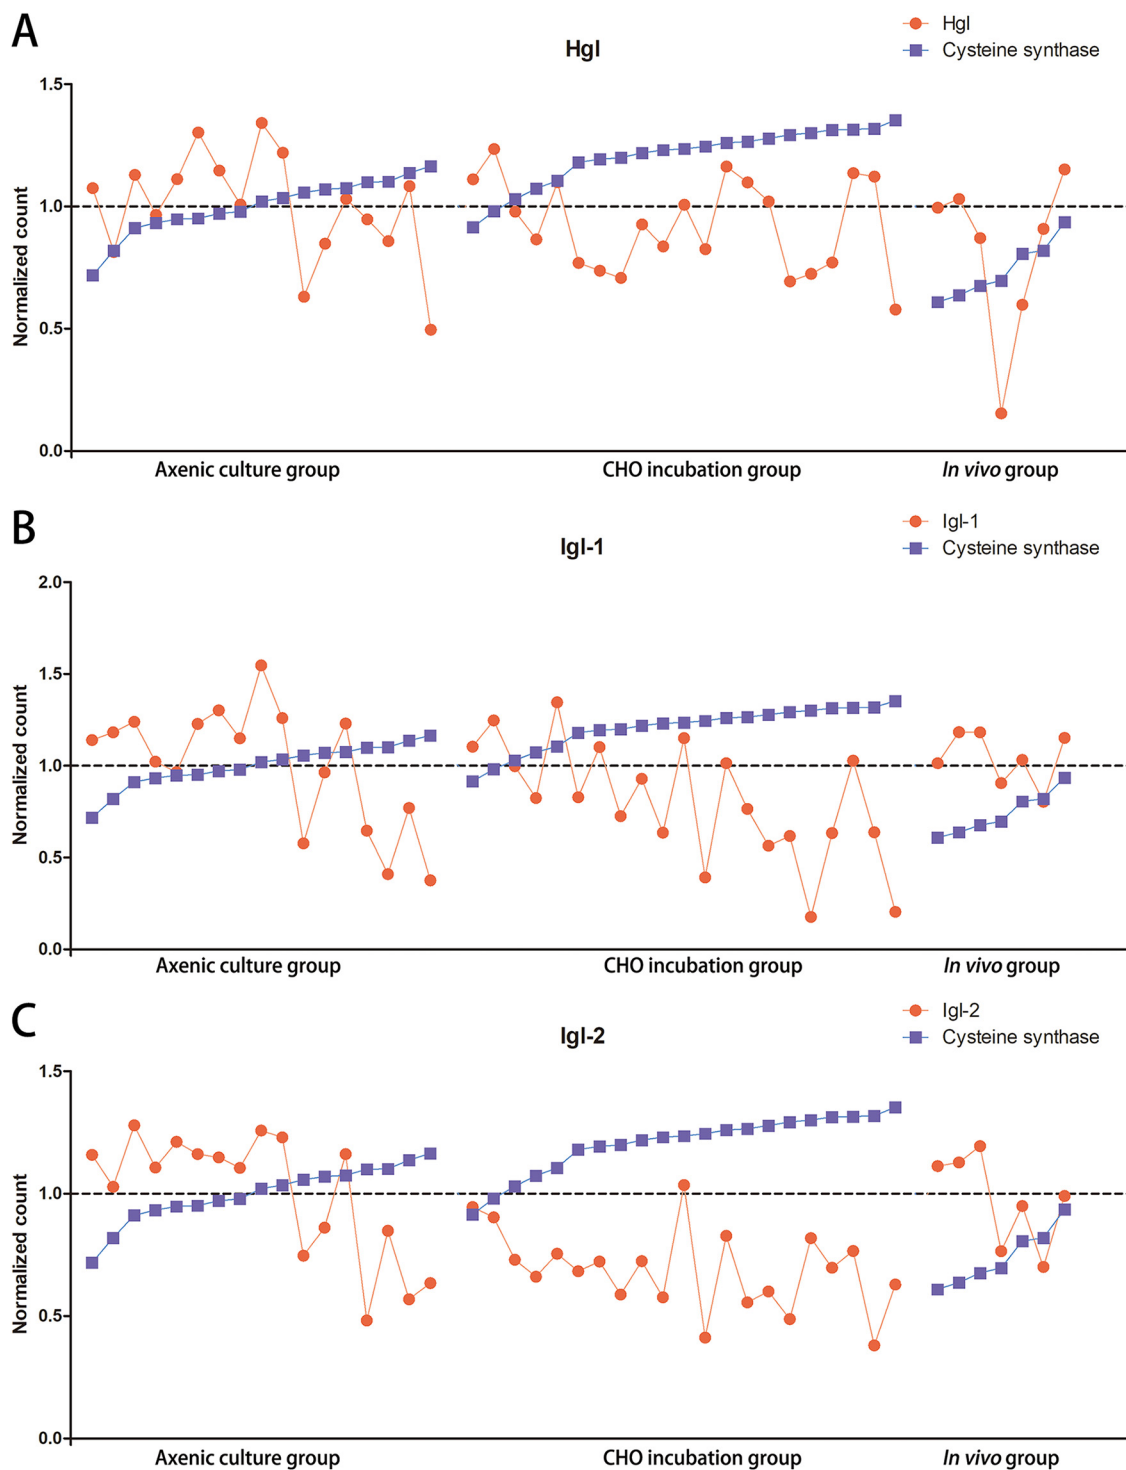 A
Hgl
Hgl
Cysteine synthase
Normalized count
1.5
1.0
0.5
0.0
Axenic culture group
CHO incubation group
In vivo group
B
Igl-1
Igl-1
Cysteine synthase
Normalized count
2.0
1.5
1.0
0.5
0.0
Axenic culture group
CHO incubation group
In vivo group
C
Igl-2
Igl-2
Cysteine synthase
Normalized count
1.5
1.0
0.5
0.0
Axenic culture group
CHO incubation group
In vivo group